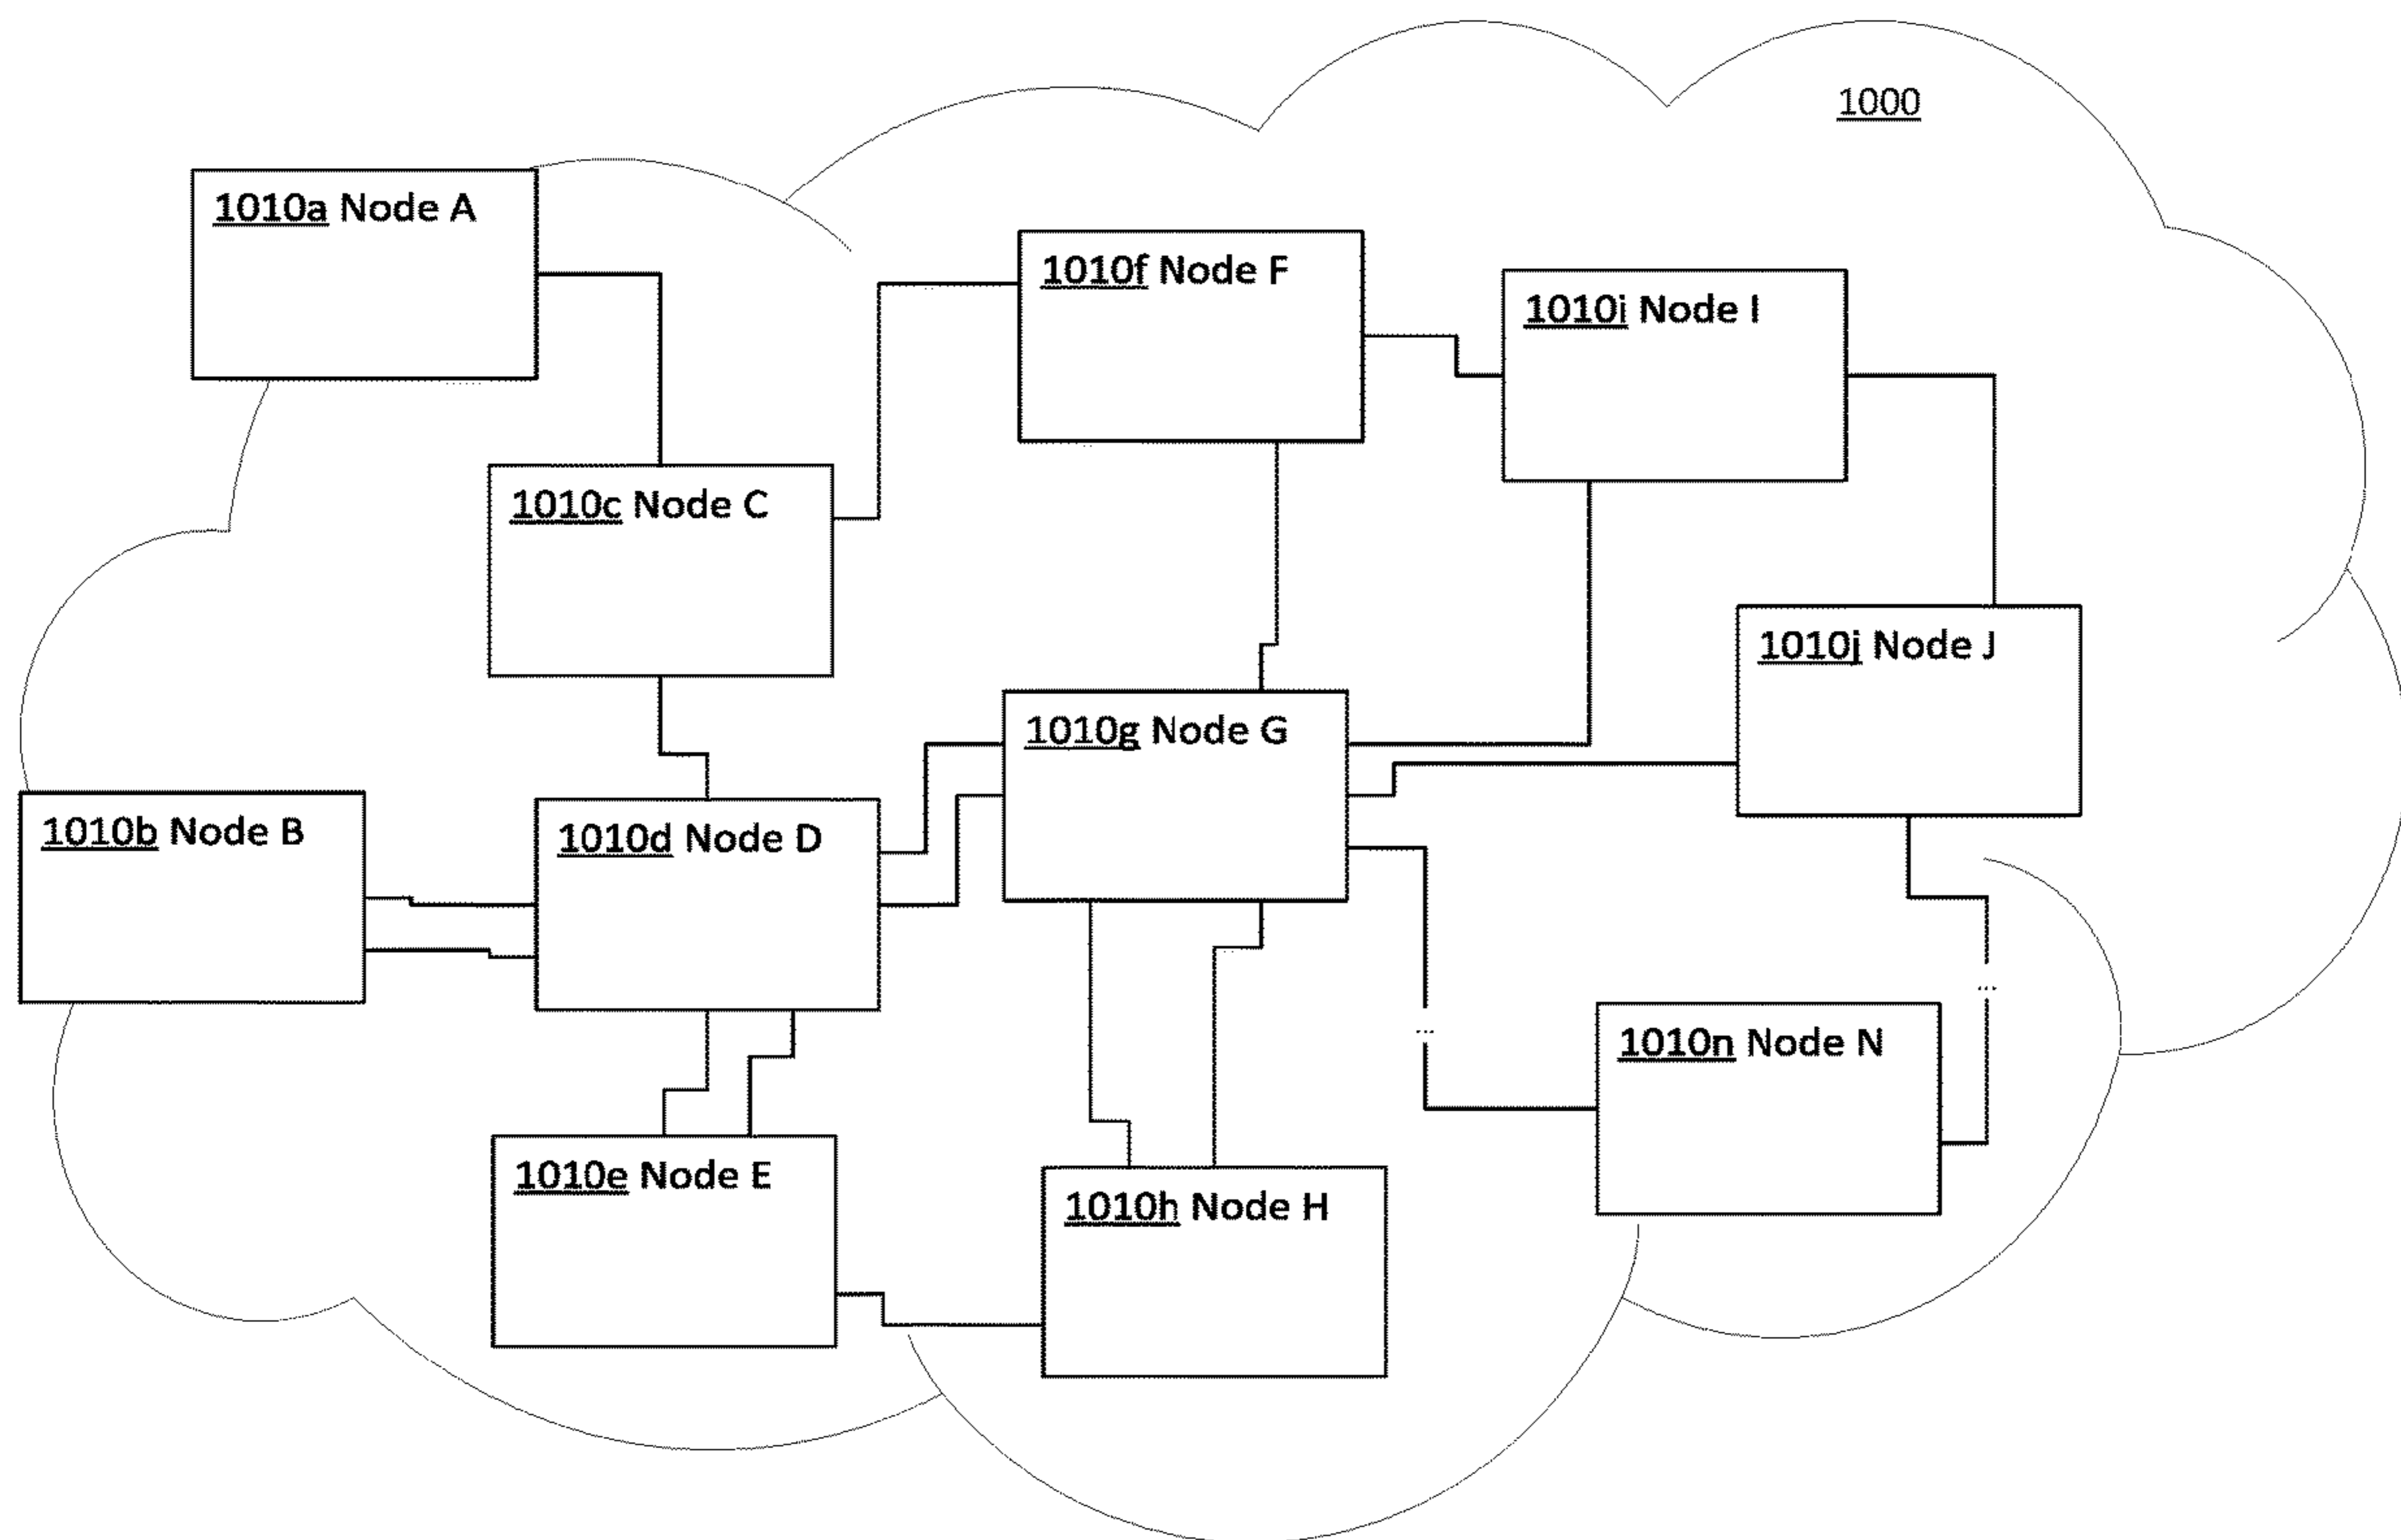 1000
1010a Node A
1010f Node F
1010i Node I
1010c Node C
1010j Node J
1010g Node G
1010b Node B
1010d Node D
...
...
1010n Node N
1010e Node E
1010h Node H